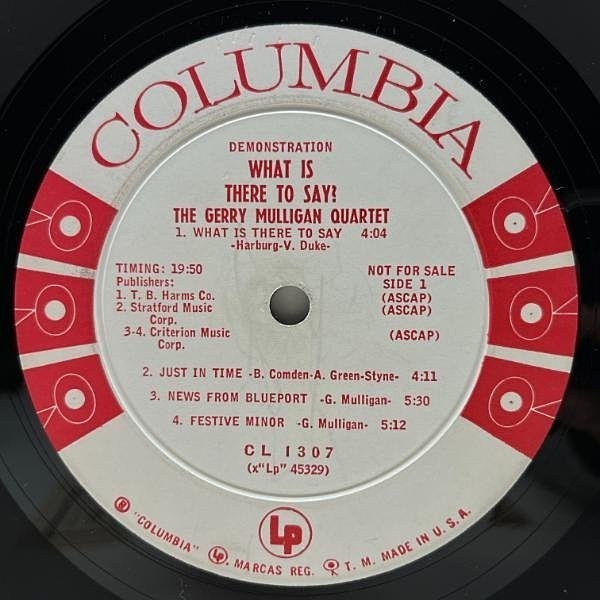 COLUMBIA
DEMONSTRATION
WHAT IS
THERE TO SAY?
THE GERRY MULLIGAN QUARTET
1. WHAT IS THERE TO SAY 4:04
-Harburg-V. Duke-
TIMING: 19:50
Publishers:
1. T. B. Harms Co.
2. Stratford Music
Corp.
3-4. Criterion Music
Corp.
NOT FOR SALE
SIDE 1
(ASCAP)
(ASCAP)
(ASCAP)
2. JUST IN TIME -B. Comden-A. Green-Styne- 4:11
3. NEWS FROM BLUEPORT -G. Mulligan- 5:30
4. FESTIVE MINOR -G. Mulligan- 5:12
CL 1307
(x"Lp" 45329)
Lp
® "COLUMBIA", Lp, MARCAS REG. T. M. MADE IN U. S. A.